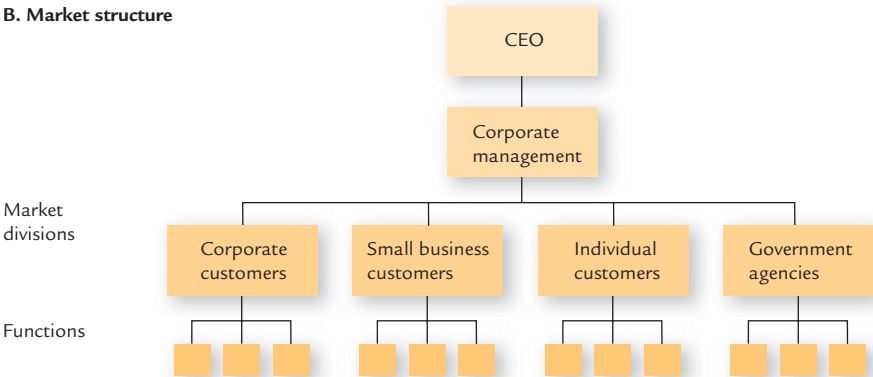 B. Market structure
CEO
Corporate
management
Market
divisions
Corporate
customers
Small business
customers
Individual
customers
Government
agencies
Functions